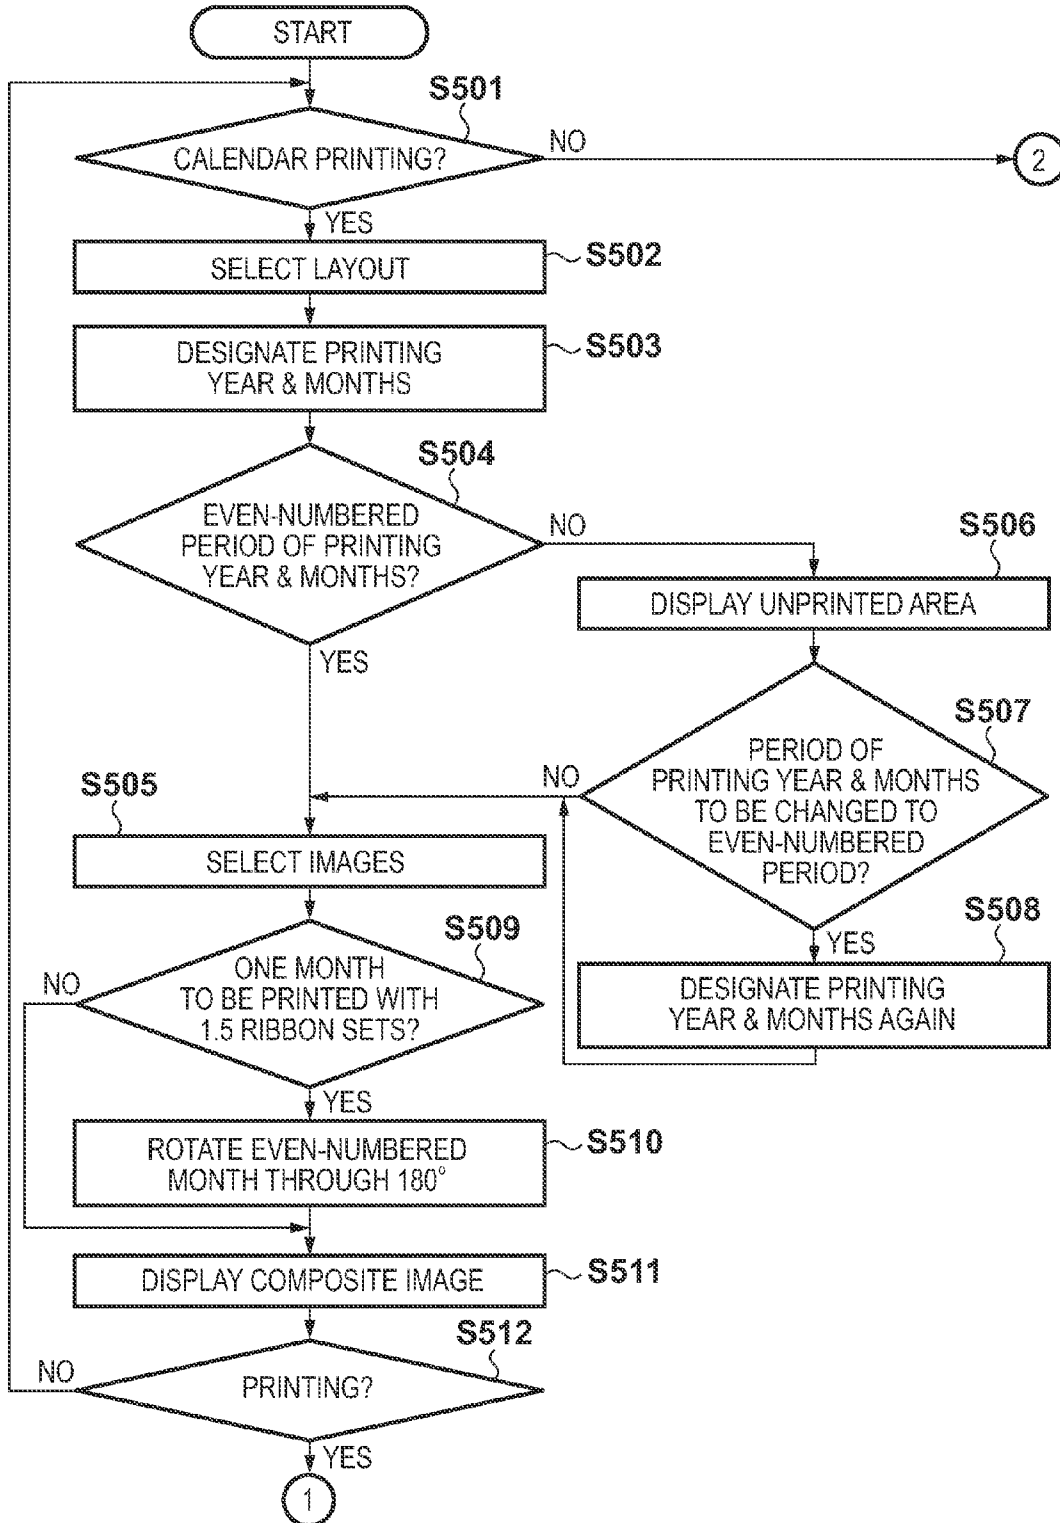 START
S501
CALENDAR PRINTING?
NO
2
YES
SELECT LAYOUT
S502
DESIGNATE PRINTING
YEAR & MONTHS
S503
S504
EVEN-NUMBERED
PERIOD OF PRINTING
YEAR & MONTHS?
NO
YES
S506
DISPLAY UNPRINTED AREA
S507
PERIOD OF
PRINTING YEAR & MONTHS
TO BE CHANGED TO
EVEN-NUMBERED
PERIOD?
NO
YES
S508
DESIGNATE PRINTING
YEAR & MONTHS AGAIN
S505
SELECT IMAGES
S509
ONE MONTH
TO BE PRINTED WITH
1.5 RIBBON SETS?
NO
YES
ROTATE EVEN-NUMBERED
MONTH THROUGH 180°
S510
DISPLAY COMPOSITE IMAGE
S511
S512
PRINTING?
NO
YES
1